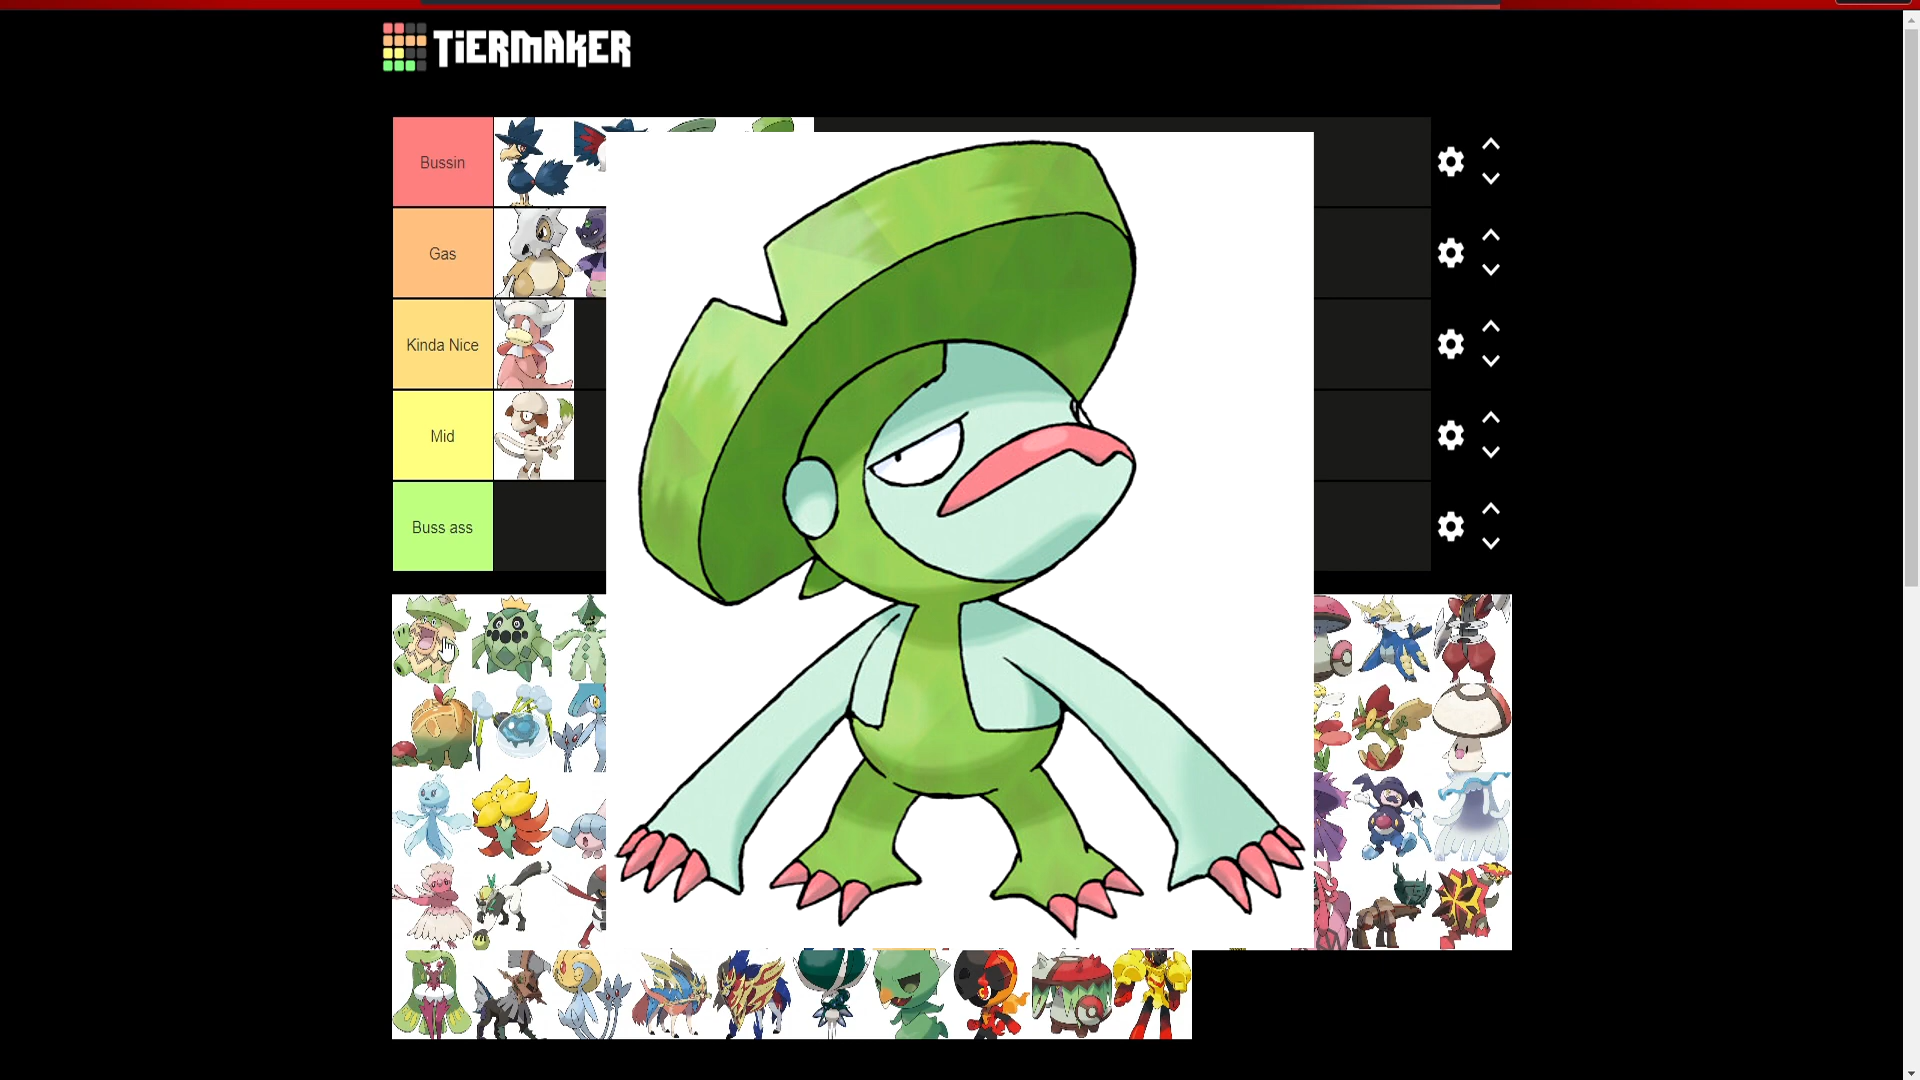 TiERMAKER
Bussin
Gas
Kinda Nice
Mid
Buss ass